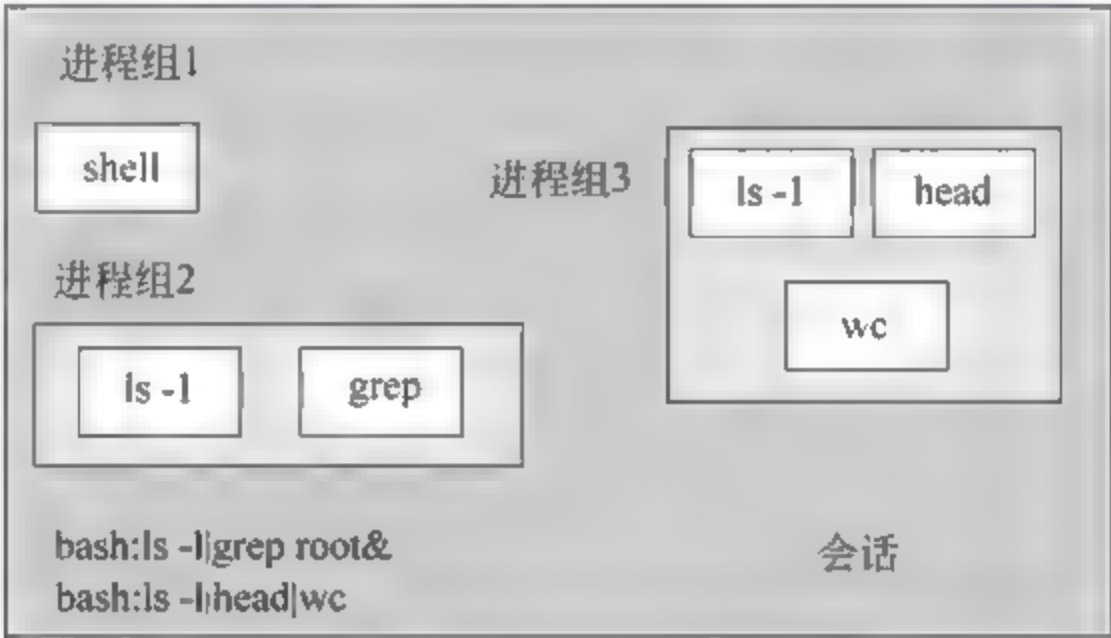 进程组1
shell
进程组2
ls -l
grep
进程组3
ls -l
head
wc
bash:ls -l|grep root&
bash:ls -l|head|wc
会话